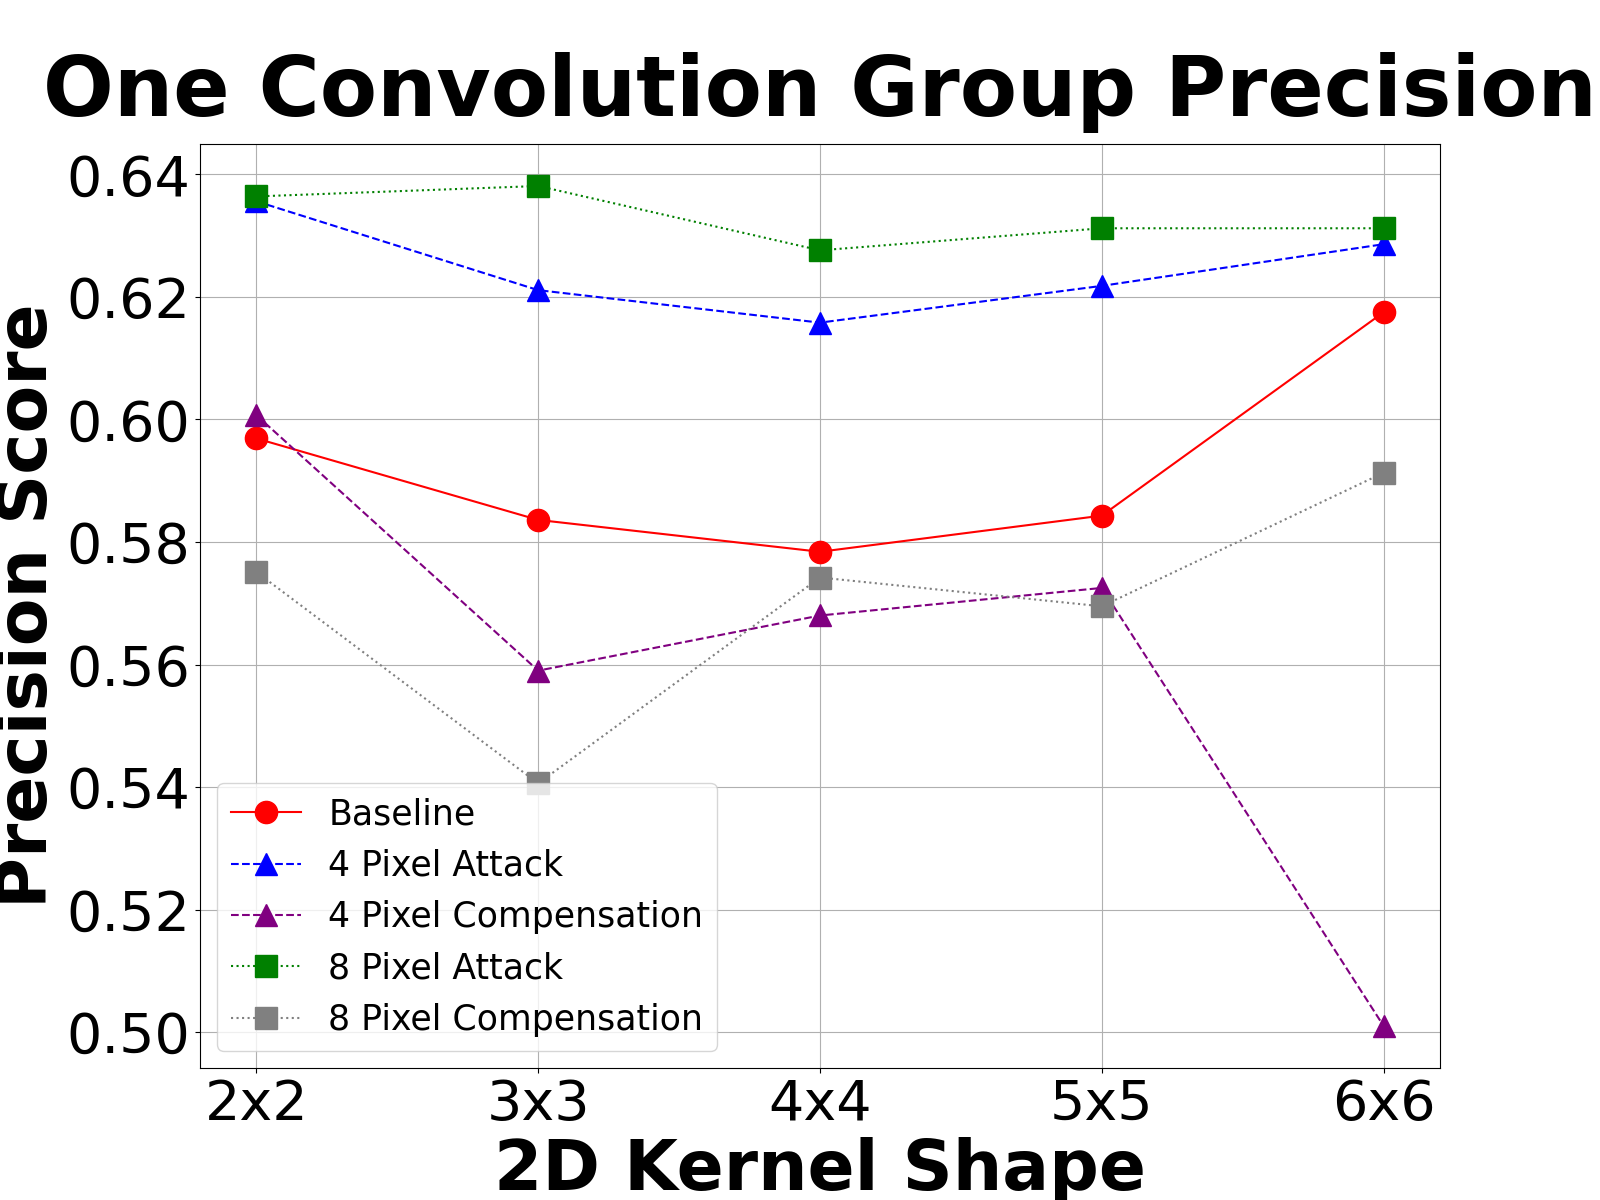 One Convolution Group Precision
Precision Score
0.64
0.62
0.60
0.58
0.56
0.54
0.52
0.50
Baseline
4 Pixel Attack
4 Pixel Compensation
8 Pixel Attack
8 Pixel Compensation
2x2 3x3 4x4 5x5 6x6
2D Kernel Shape